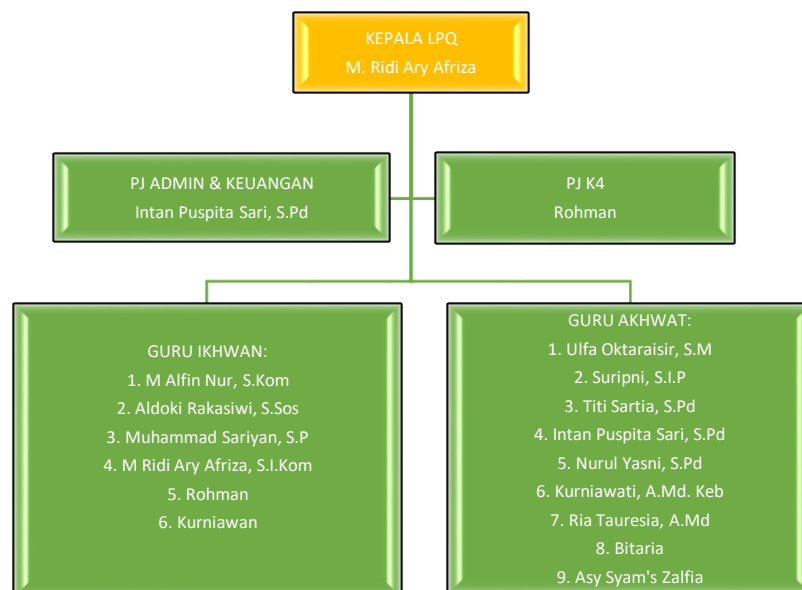 KEPALA LPQ
M. Ridi Ary Afriza
PJ ADMIN & KEUANGAN
Intan Puspita Sari, S.Pd
PJ K4
Rohman
GURU IKHWAN:
1. M Alfin Nur, S.Kom
2. Aldoki Rakasiwi, S.Sos
3. Muhammad Sariyan, S.P
4. M Ridi Ary Afriza, S.I.Kom
5. Rohman
6. Kurniawan
GURU AKHWAT:
1. Ulfa Oktaraisir, S.M
2. Suripni, S.I.P
3. Titi Sartia, S.Pd
4. Intan Puspita Sari, S.Pd
5. Nurul Yasni, S.Pd
6. Kurniawati, A.Md. Keb
7. Ria Tauresia, A.Md
8. Bitaria
9. Asy Syam's Zalfia